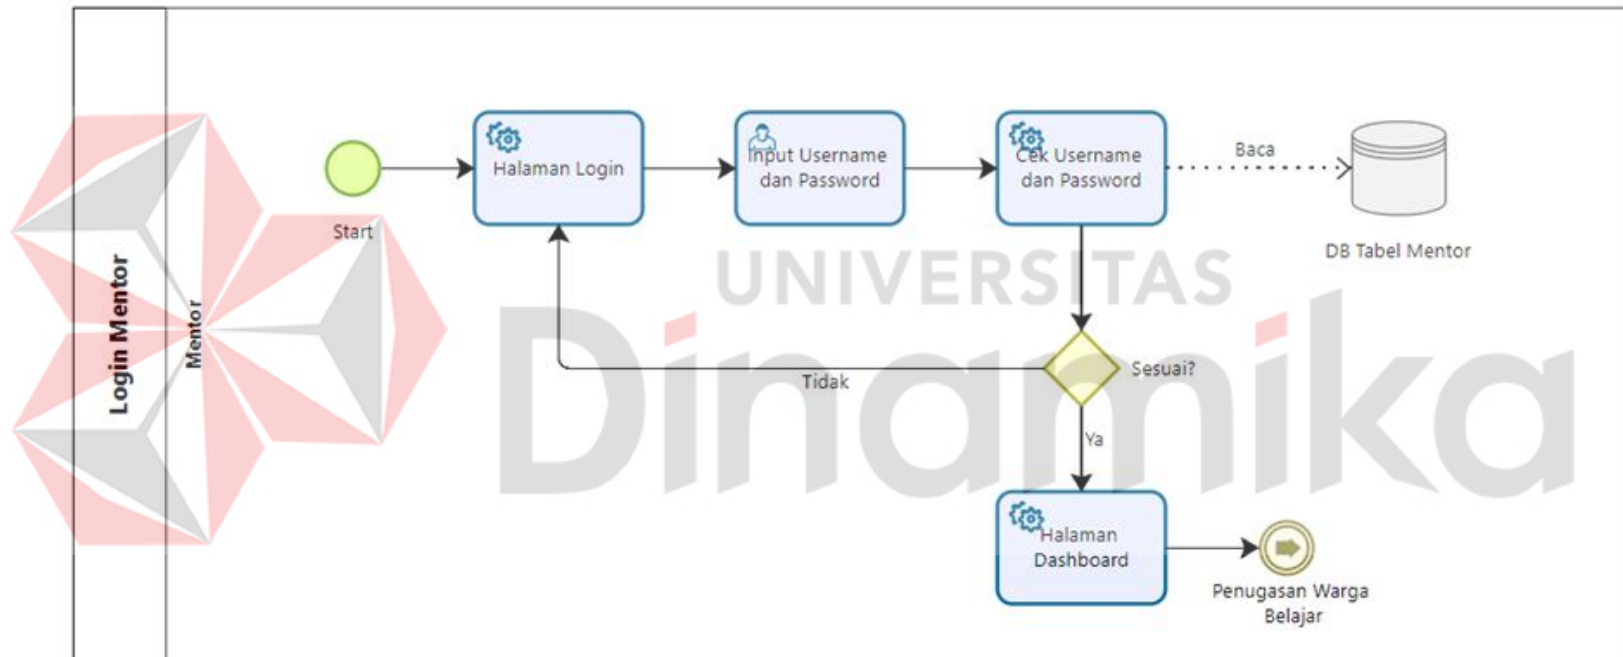 Login Mentor
Mentor
Start
Halaman Login
Input Username
dan Password
Cek Username
dan Password
Baca
DB Tabel Mentor
UNIVERSITAS
Dinamika
Sesuai?
Tidak
Ya
Halaman
Dashboard
Penugasan Warga
Belajar